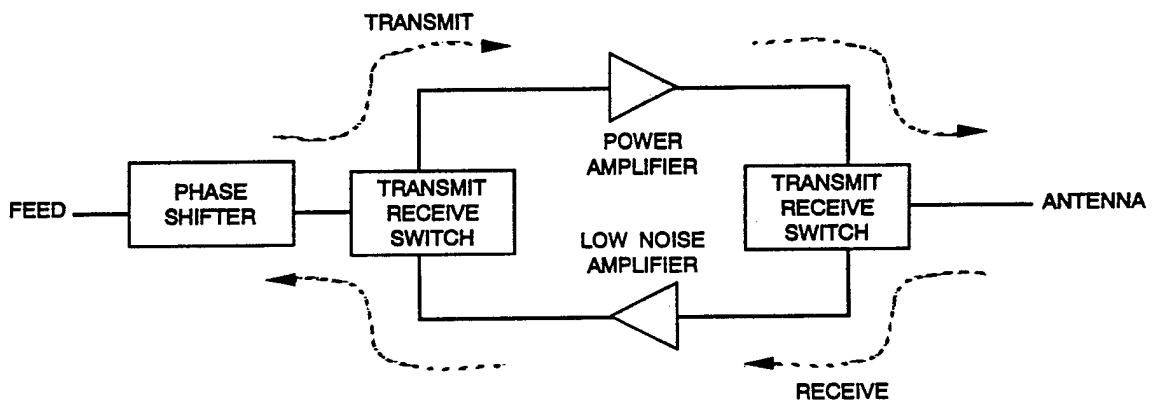 TRANSMIT
POWER
AMPLIFIER
FEED
PHASE
SHIFTER
TRANSMIT
RECEIVE
SWITCH
TRANSMIT
RECEIVE
SWITCH
ANTENNA
LOW NOISE
AMPLIFIER
RECEIVE